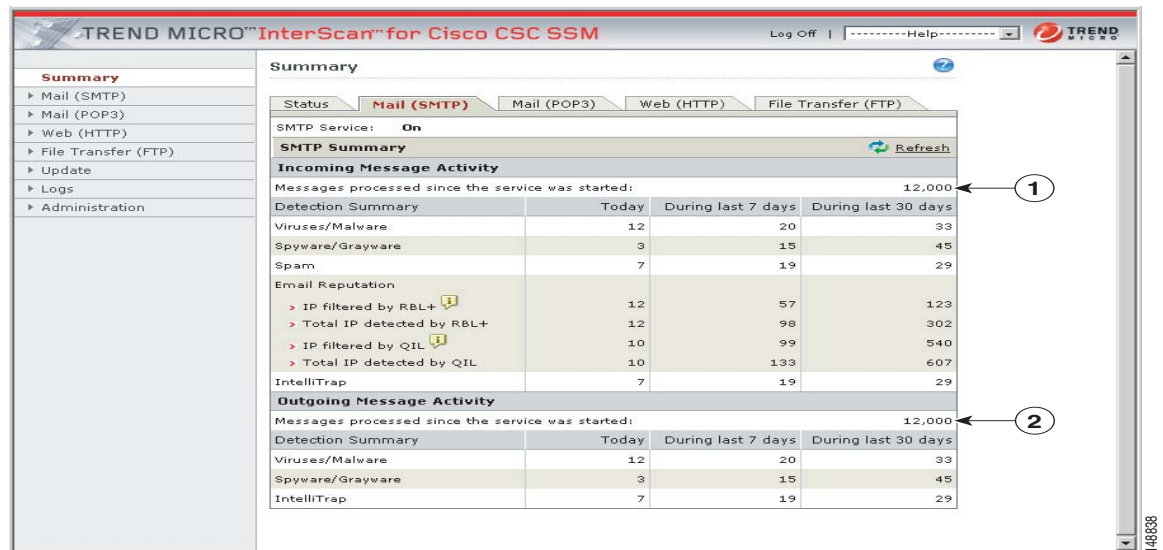 TREND MICRO™ InterScan™ for Cisco CSC SSM
Log Off | ---------Help---------
TREND MICRO
Summary
Mail (SMTP)
Mail (POP3)
Web (HTTP)
File Transfer (FTP)
Update
Logs
Administration
Summary
Status Mail (SMTP) Mail (POP3) Web (HTTP) File Transfer (FTP)
SMTP Service: On
SMTP Summary Refresh
Incoming Message Activity
Messages processed since the service was started: 12,000 1
Detection Summary Today During last 7 days During last 30 days
Viruses/Malware 12 20 33
Spyware/Grayware 3 15 45
Spam 7 19 29
Email Reputation
IP filtered by RBL+ 12 57 123
Total IP detected by RBL+ 12 98 302
IP filtered by QIL 10 99 540
Total IP detected by QIL 10 133 607
IntelliTrap 7 19 29
Outgoing Message Activity
Messages processed since the service was started: 12,000 2
Detection Summary Today During last 7 days During last 30 days
Viruses/Malware 12 20 33
Spyware/Grayware 3 15 45
IntelliTrap 7 19 29
148838